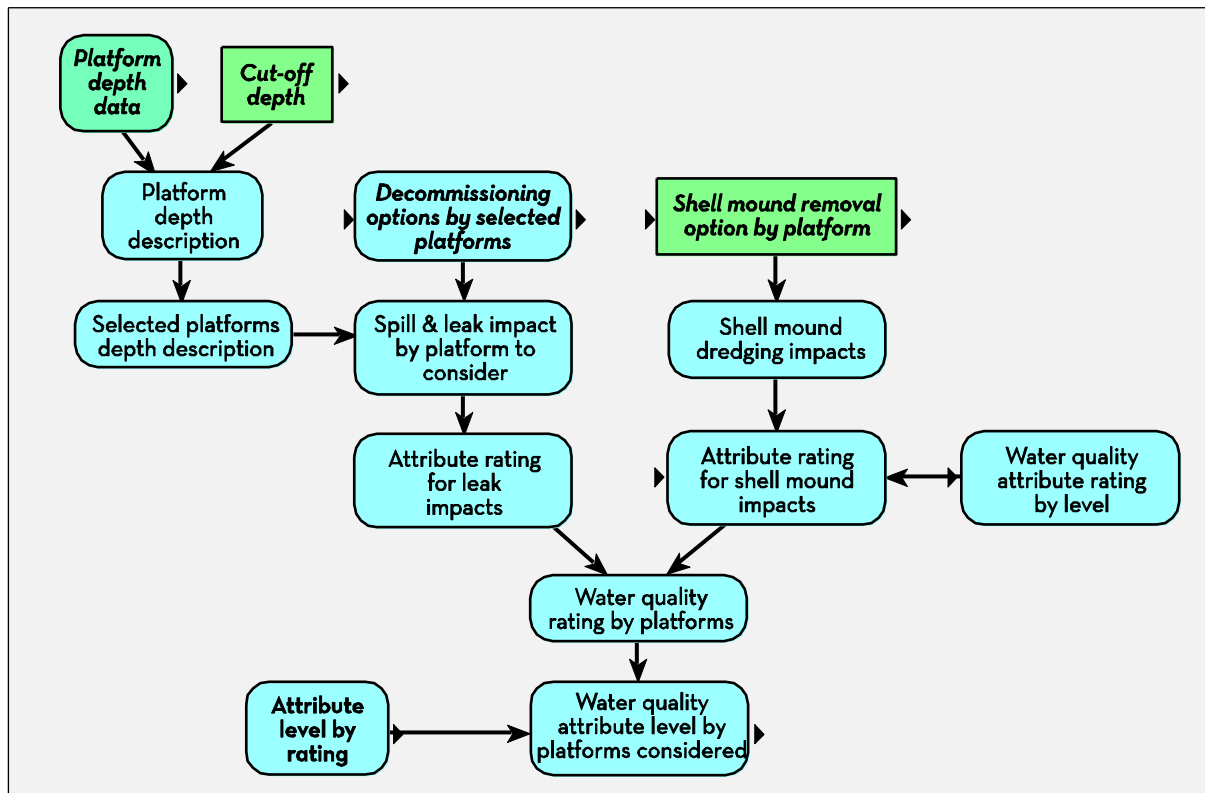 Platform
depth
data
Cut-off
depth
Platform
depth
description
Decommissioning
options by selected
platforms
Shell mound removal
option by platform
Selected platforms
depth description
Spill & leak impact
by platform to
consider
Shell mound
dredging impacts
Attribute rating
for leak
impacts
Attribute rating
for shell mound
impacts
Water quality
attribute rating
by level
Water quality
rating by platforms
Attribute
level by
rating
Water quality
attribute level by
platforms considered